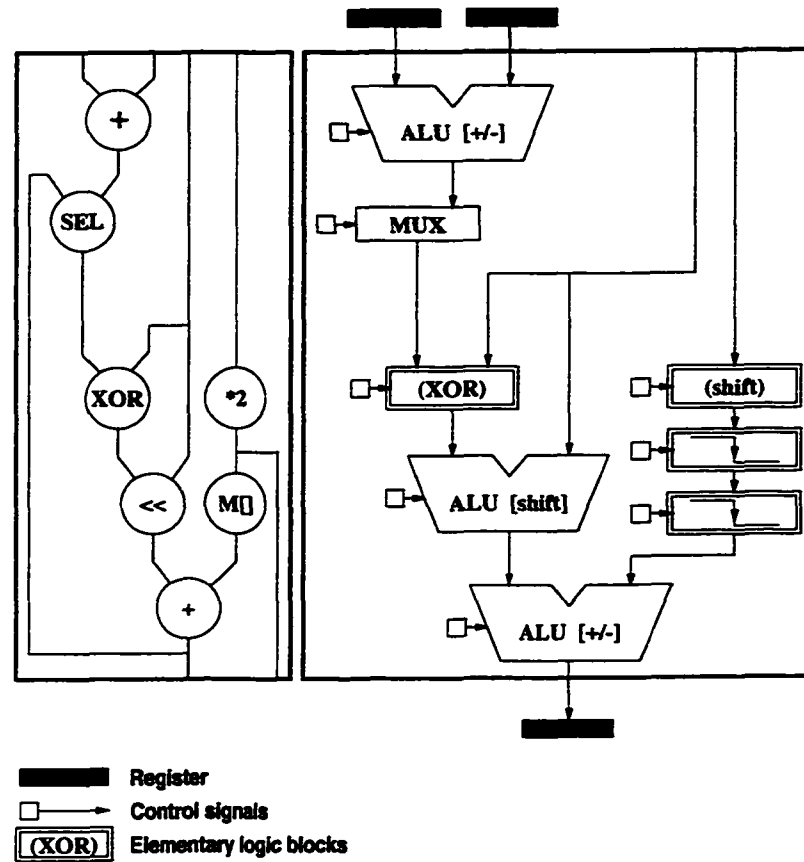 +
SEL
XOR
*2
<<
M[]
+
ALU [+/-]
MUX
(XOR)
(shift)
ALU [shift]
ALU [+/-]
Register
Control signals
(XOR) Elementary logic blocks